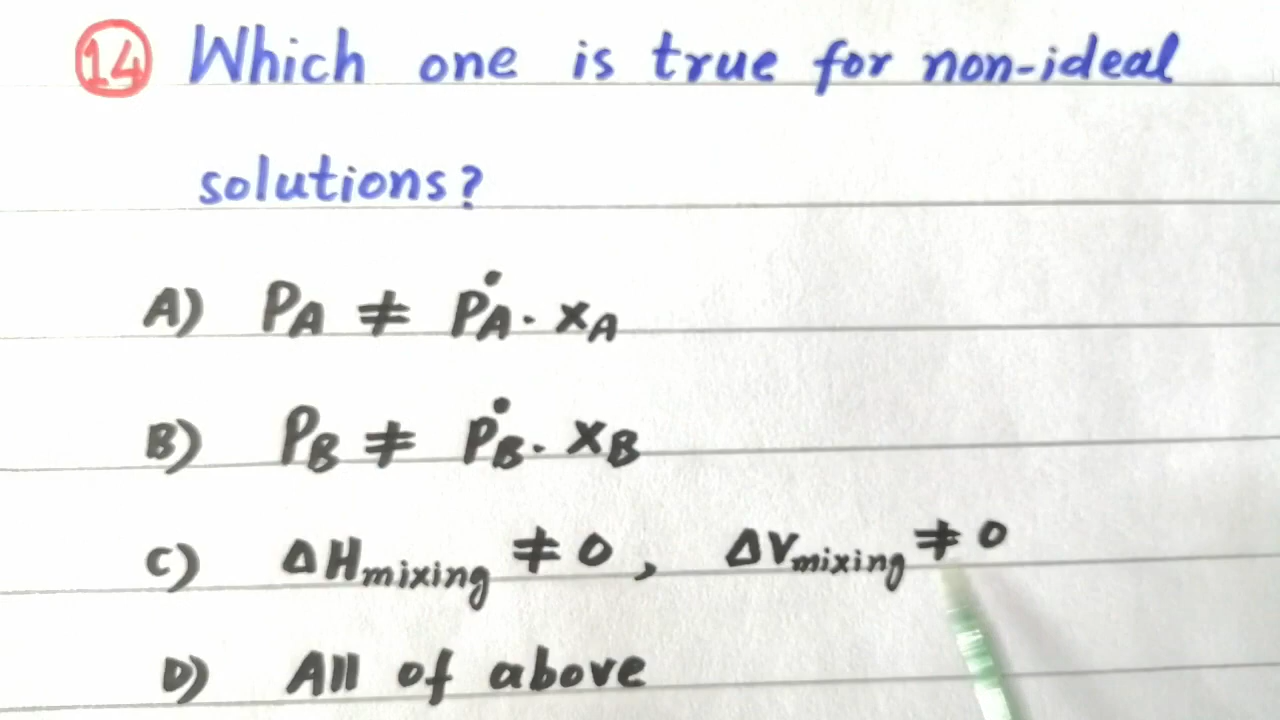 14 Which one is true for non-ideal
solutions?
A) PA ≠ P̊A. xA
B) PB ≠ P̊B. xB
C) ΔHmixing ≠ 0, ΔVmixing ≠ 0
D) All of above